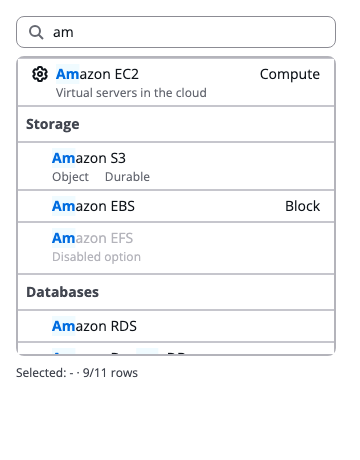 am
Amazon EC2 Compute
Virtual servers in the cloud
Storage
Amazon S3
Object Durable
Amazon EBS Block
Amazon EFS
Disabled option
Databases
Amazon RDS
Selected: - · 9/11 rows